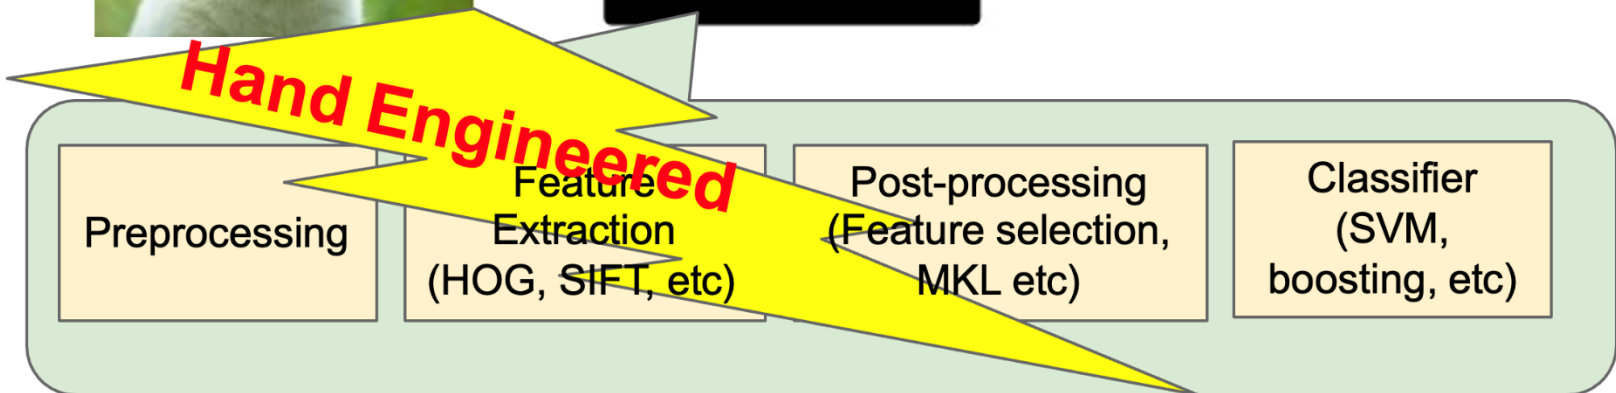 Hand Engineered
Preprocessing
Feature
Extraction
(HOG, SIFT, etc)
Post-processing
(Feature selection,
MKL etc)
Classifier
(SVM,
boosting, etc)